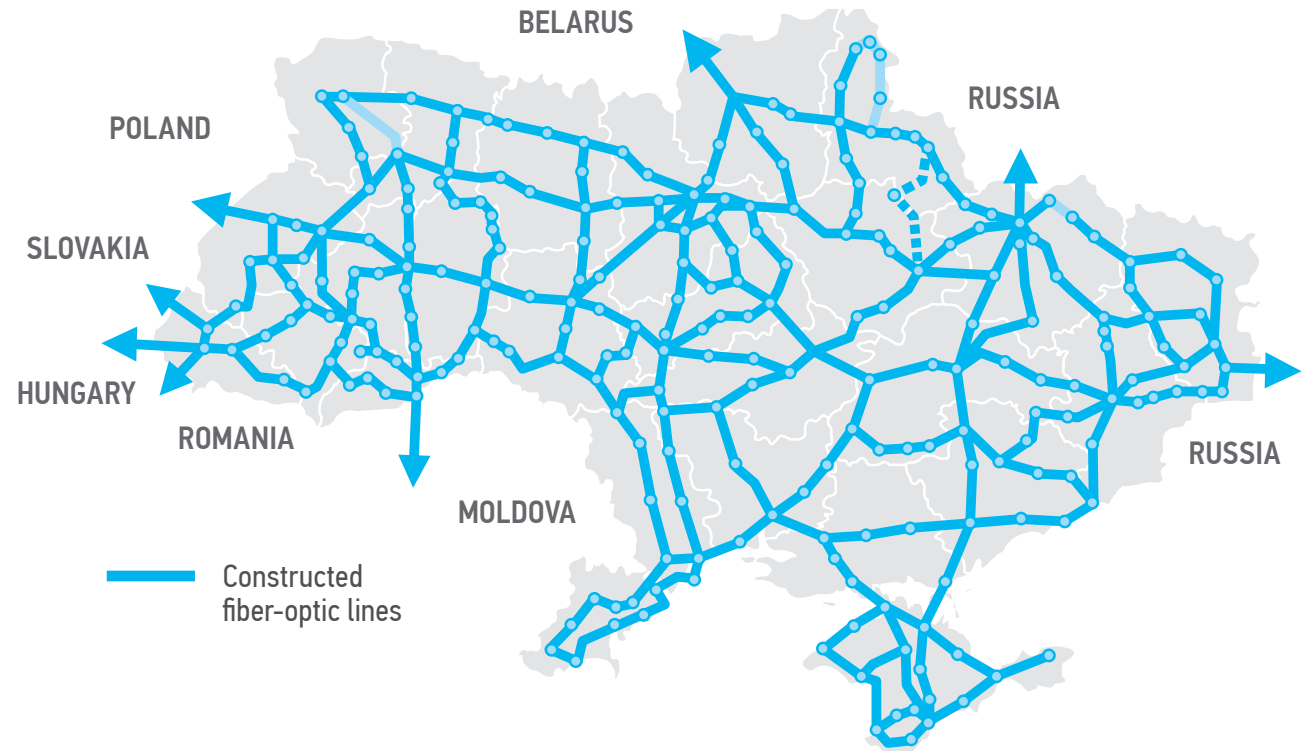 BELARUS
RUSSIA
POLAND
SLOVAKIA
HUNGARY
ROMANIA
RUSSIA
MOLDOVA
Constructed
fiber-optic lines